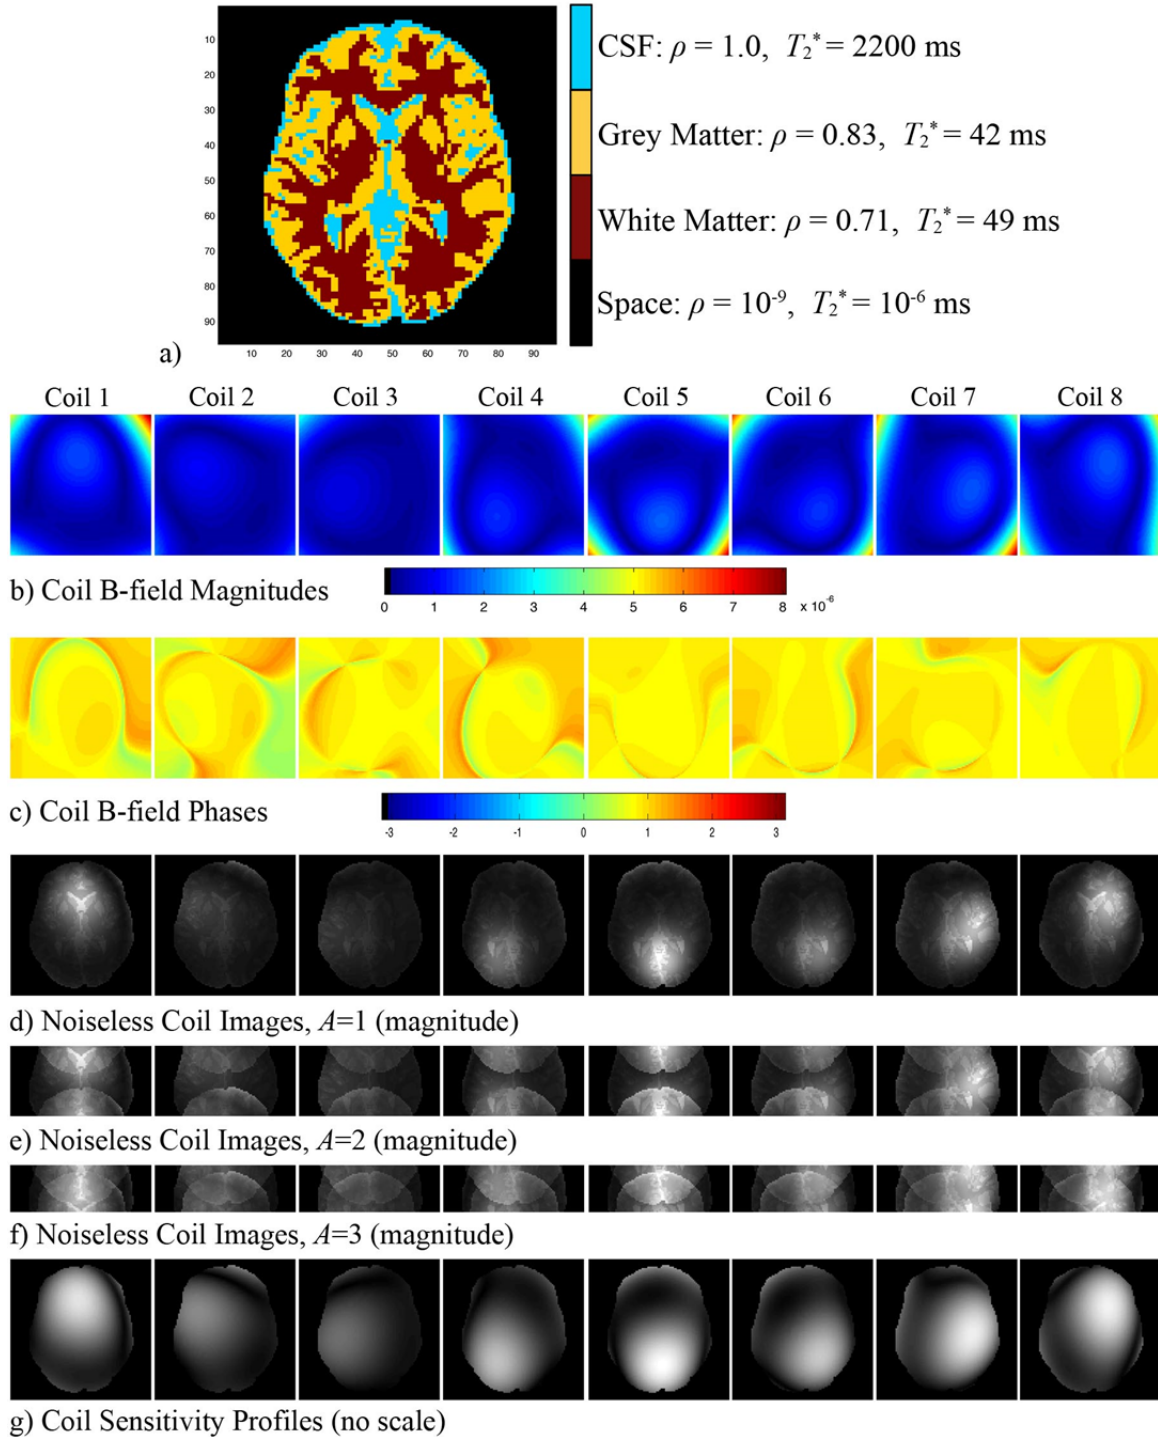 10
20
30
40
50
60
70
80
90
10 20 30 40 50 60 70 80 90
a)
CSF: ρ = 1.0, T₂* = 2200 ms
Grey Matter: ρ = 0.83, T₂* = 42 ms
White Matter: ρ = 0.71, T₂* = 49 ms
Space: ρ = 10⁻⁹, T₂* = 10⁻⁶ ms
Coil 1 Coil 2 Coil 3 Coil 4 Coil 5 Coil 6 Coil 7 Coil 8
b) Coil B-field Magnitudes
0 1 2 3 4 5 6 7 8 x 10⁻⁶
c) Coil B-field Phases
-3 -2 -1 0 1 2 3
d) Noiseless Coil Images, A=1 (magnitude)
e) Noiseless Coil Images, A=2 (magnitude)
f) Noiseless Coil Images, A=3 (magnitude)
g) Coil Sensitivity Profiles (no scale)